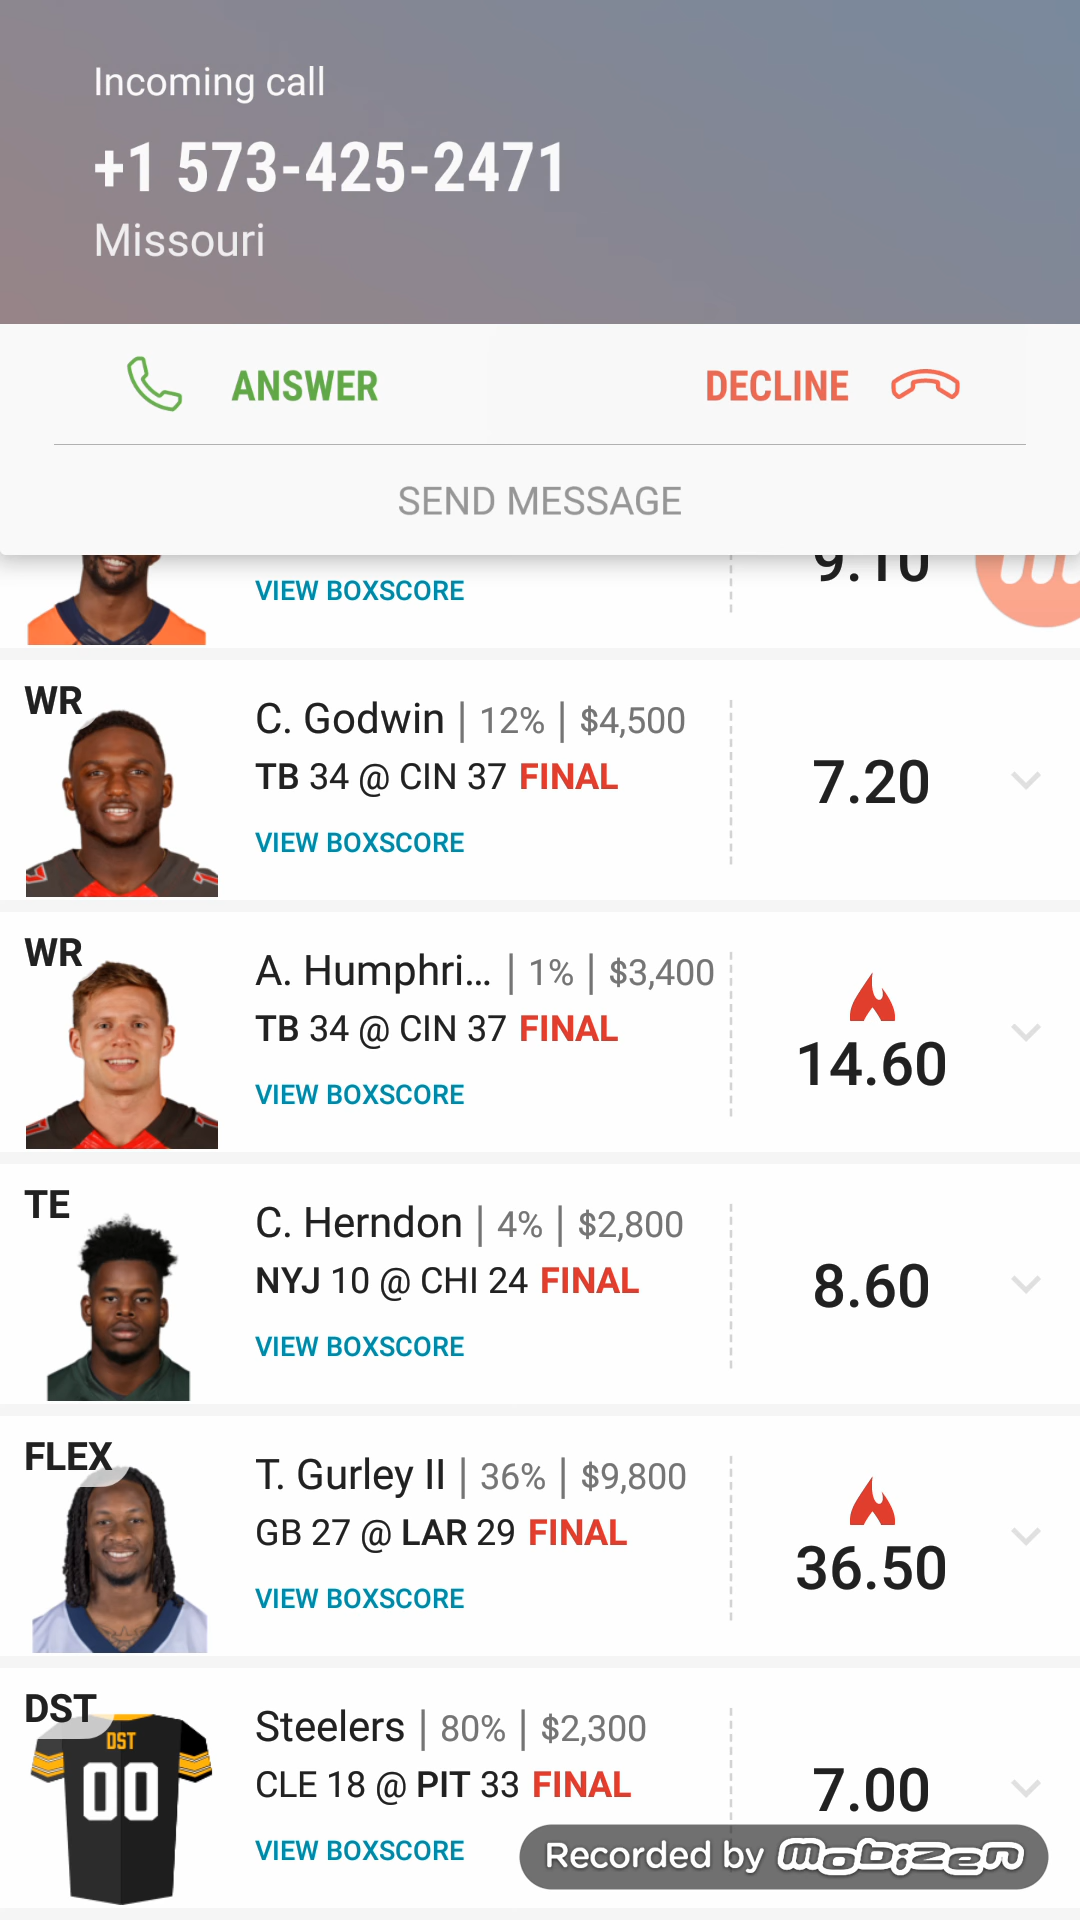 Incoming call
+1 573-425-2471
Missouri
ANSWER
DECLINE
SEND MESSAGE
9.10
VIEW BOXSCORE
WR
C. Godwin | 12% | $4,500
TB 34 @ CIN 37 FINAL
7.20
VIEW BOXSCORE
WR
A. Humphri... | 1% | $3,400
TB 34 @ CIN 37 FINAL
14.60
VIEW BOXSCORE
TE
C. Herndon | 4% | $2,800
NYJ 10 @ CHI 24 FINAL
8.60
VIEW BOXSCORE
FLEX
T. Gurley II | 36% | $9,800
GB 27 @ LAR 29 FINAL
36.50
VIEW BOXSCORE
DST
DST
00
Steelers | 80% | $2,300
CLE 18 @ PIT 33 FINAL
7.00
VIEW BOXSCORE
Recorded by mobizen